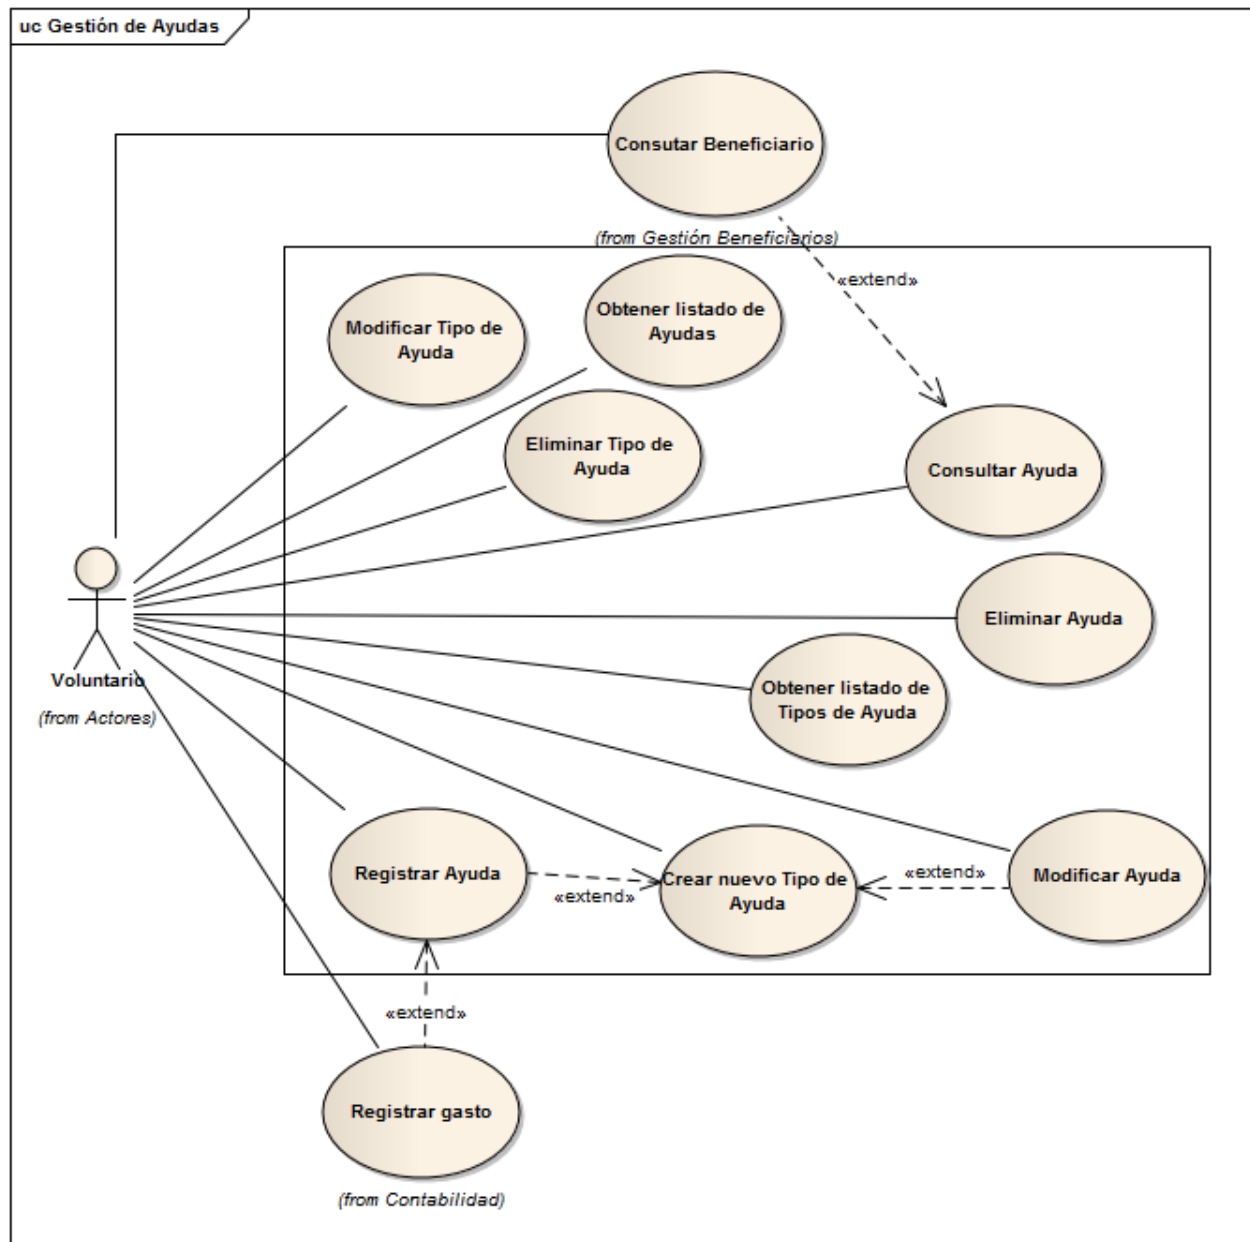 uc Gestión de Ayudas
Consutar Beneficiario
(from Gestión Beneficiarios)
«extend»
Modificar Tipo de
Ayuda
Obtener listado de
Ayudas
Eliminar Tipo de
Ayuda
Consultar Ayuda
Eliminar Ayuda
Voluntario
(from Actores)
Obtener listado de
Tipos de Ayuda
Registrar Ayuda
«extend»
Crear nuevo Tipo de
Ayuda
«extend»
Modificar Ayuda
«extend»
Registrar gasto
(from Contabilidad)